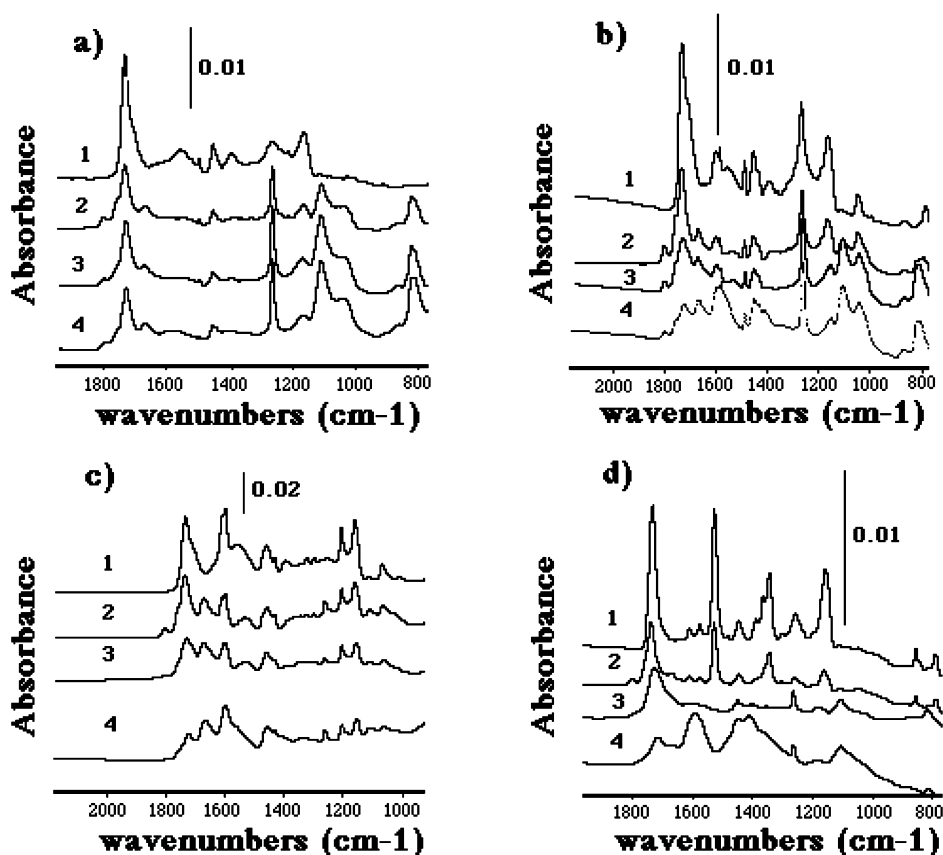 a)
0.01
1
2
3
4
Absorbance
1800 1600 1400 1200 1000 800
wavenumbers (cm-1)
b)
0.01
1
2
3
4
Absorbance
2000 1800 1600 1400 1200 1000 800
wavenumbers (cm-1)
c)
0.02
1
2
3
4
Absorbance
2000 1800 1600 1400 1200 1000
wavenumbers (cm-1)
d)
0.01
1
2
3
4
Absorbance
1800 1600 1400 1200 1000 800
wavenumbers (cm-1)